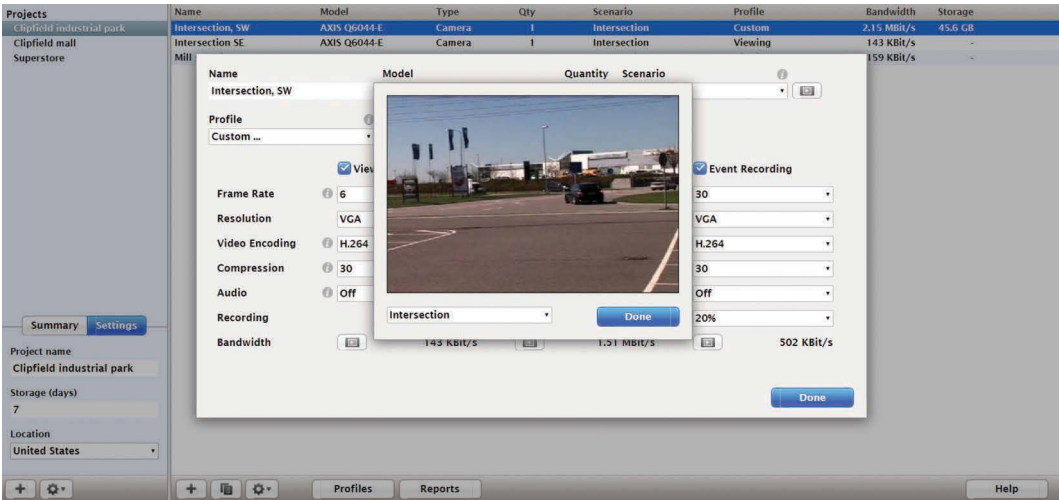 Projects
Clipfield industrial park
Clipfield mall
Superstore
Name Model Type Qty Scenario Profile Bandwidth Storage
Intersection, SW AXIS Q6044-E Camera 1 Intersection Custom 2.15 MBit/s 45.6 GB
Intersection SE AXIS Q6044-E Camera 1 Intersection Viewing 143 KBit/s -
Mill 159 KBit/s -
Name Model Quantity Scenario
Intersection, SW
Profile
Custom ...
Event Recording
Frame Rate 6 30
Resolution VGA VGA
Video Encoding H.264 H.264
Compression 30 30
Audio Off Off
Recording 20%
Bandwidth 143 KBit/s 1.51 MBit/s 502 KBit/s
Intersection Done
Done
Summary Settings
Project name
Clipfield industrial park
Storage (days)
7
Location
United States
Profiles Reports Help